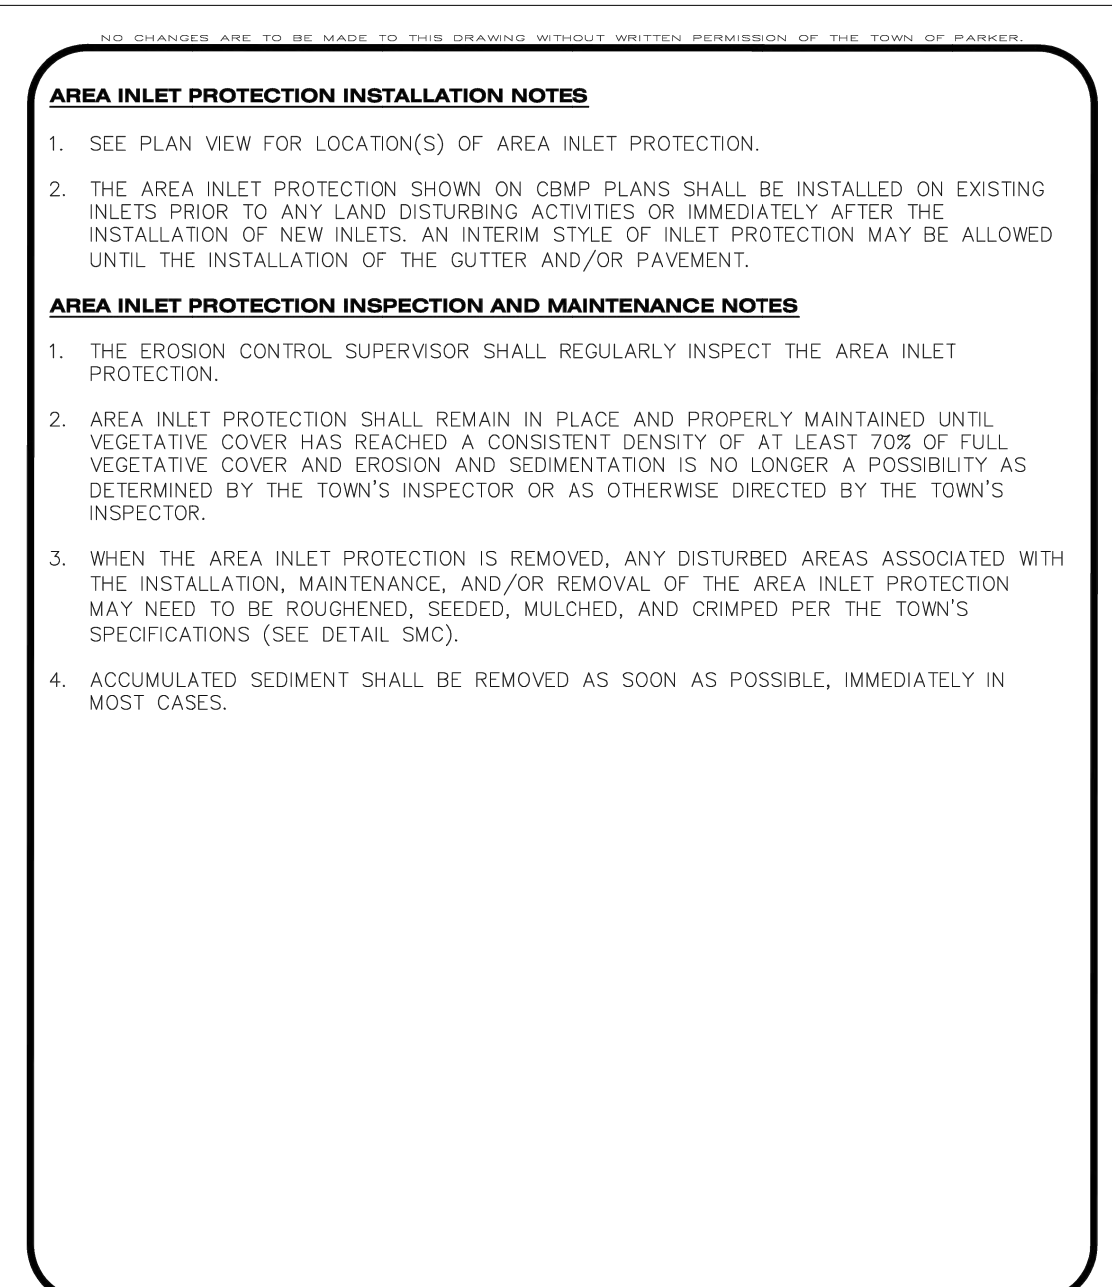 NO CHANGES ARE TO BE MADE TO THIS DRAWING WITHOUT WRITTEN PERMISSION OF THE TOWN OF PARKER.
AREA INLET PROTECTION INSTALLATION NOTES
1. SEE PLAN VIEW FOR LOCATION(S) OF AREA INLET PROTECTION.
2. THE AREA INLET PROTECTION SHOWN ON CBMP PLANS SHALL BE INSTALLED ON EXISTING
INLETS PRIOR TO ANY LAND DISTURBING ACTIVITIES OR IMMEDIATELY AFTER THE
INSTALLATION OF NEW INLETS. AN INTERIM STYLE OF INLET PROTECTION MAY BE ALLOWED
UNTIL THE INSTALLATION OF THE GUTTER AND/OR PAVEMENT.
AREA INLET PROTECTION INSPECTION AND MAINTENANCE NOTES
1. THE EROSION CONTROL SUPERVISOR SHALL REGULARLY INSPECT THE AREA INLET
PROTECTION.
2. AREA INLET PROTECTION SHALL REMAIN IN PLACE AND PROPERLY MAINTAINED UNTIL
VEGETATIVE COVER HAS REACHED A CONSISTENT DENSITY OF AT LEAST 70% OF FULL
VEGETATIVE COVER AND EROSION AND SEDIMENTATION IS NO LONGER A POSSIBILITY AS
DETERMINED BY THE TOWN'S INSPECTOR OR AS OTHERWISE DIRECTED BY THE TOWN'S
INSPECTOR.
3. WHEN THE AREA INLET PROTECTION IS REMOVED, ANY DISTURBED AREAS ASSOCIATED WITH
THE INSTALLATION, MAINTENANCE, AND/OR REMOVAL OF THE AREA INLET PROTECTION
MAY NEED TO BE ROUGHENED, SEEDED, MULCHED, AND CRIMPED PER THE TOWN'S
SPECIFICATIONS (SEE DETAIL SMC).
4. ACCUMULATED SEDIMENT SHALL BE REMOVED AS SOON AS POSSIBLE, IMMEDIATELY IN
MOST CASES.